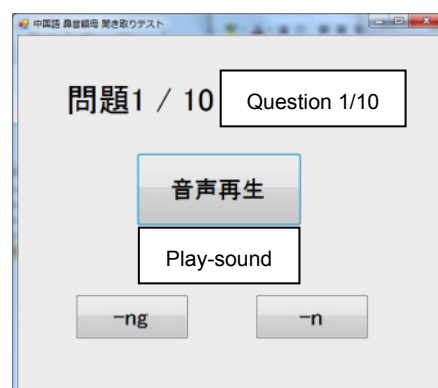 中国語 鼻音韻母 聞き取りテスト
問題1 / 10
Question 1/10
音声再生
Play-sound
-ng
-n